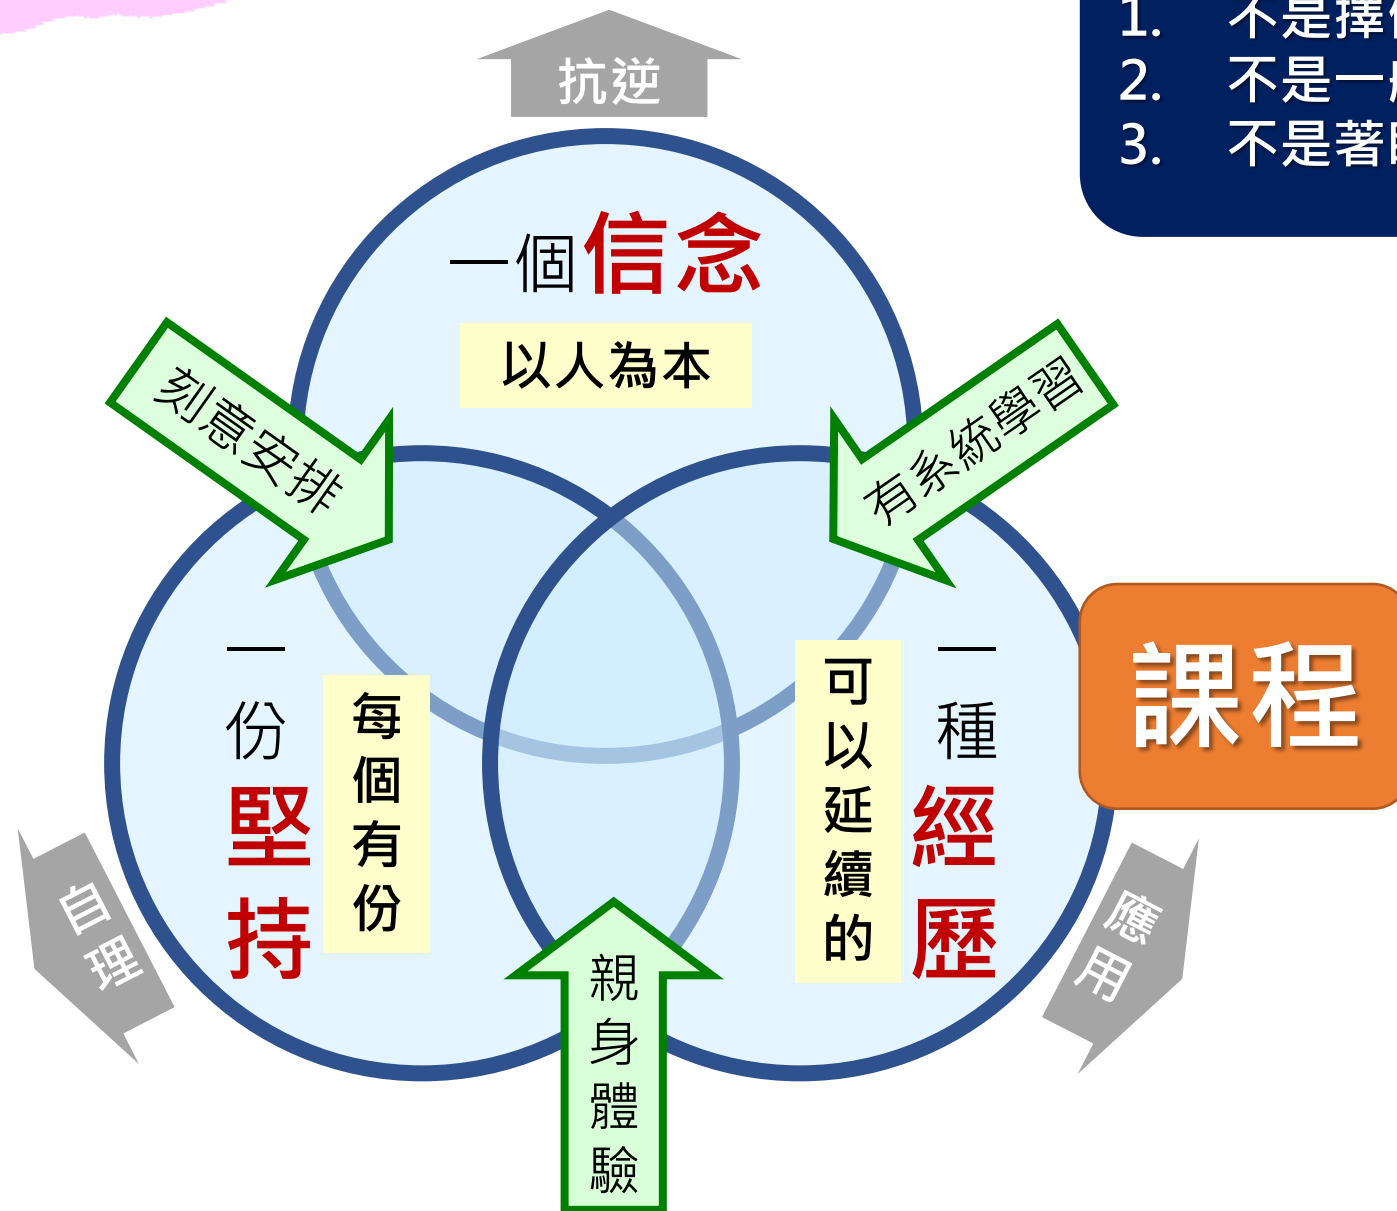 抗逆
1. 不是擇
2. 不是一
3. 不是著
一個信念
以人為本
刻意安排
有系統學習
一份堅持
每個有份
可以延續的
一種經歷
課程
自理
應用
親身體驗